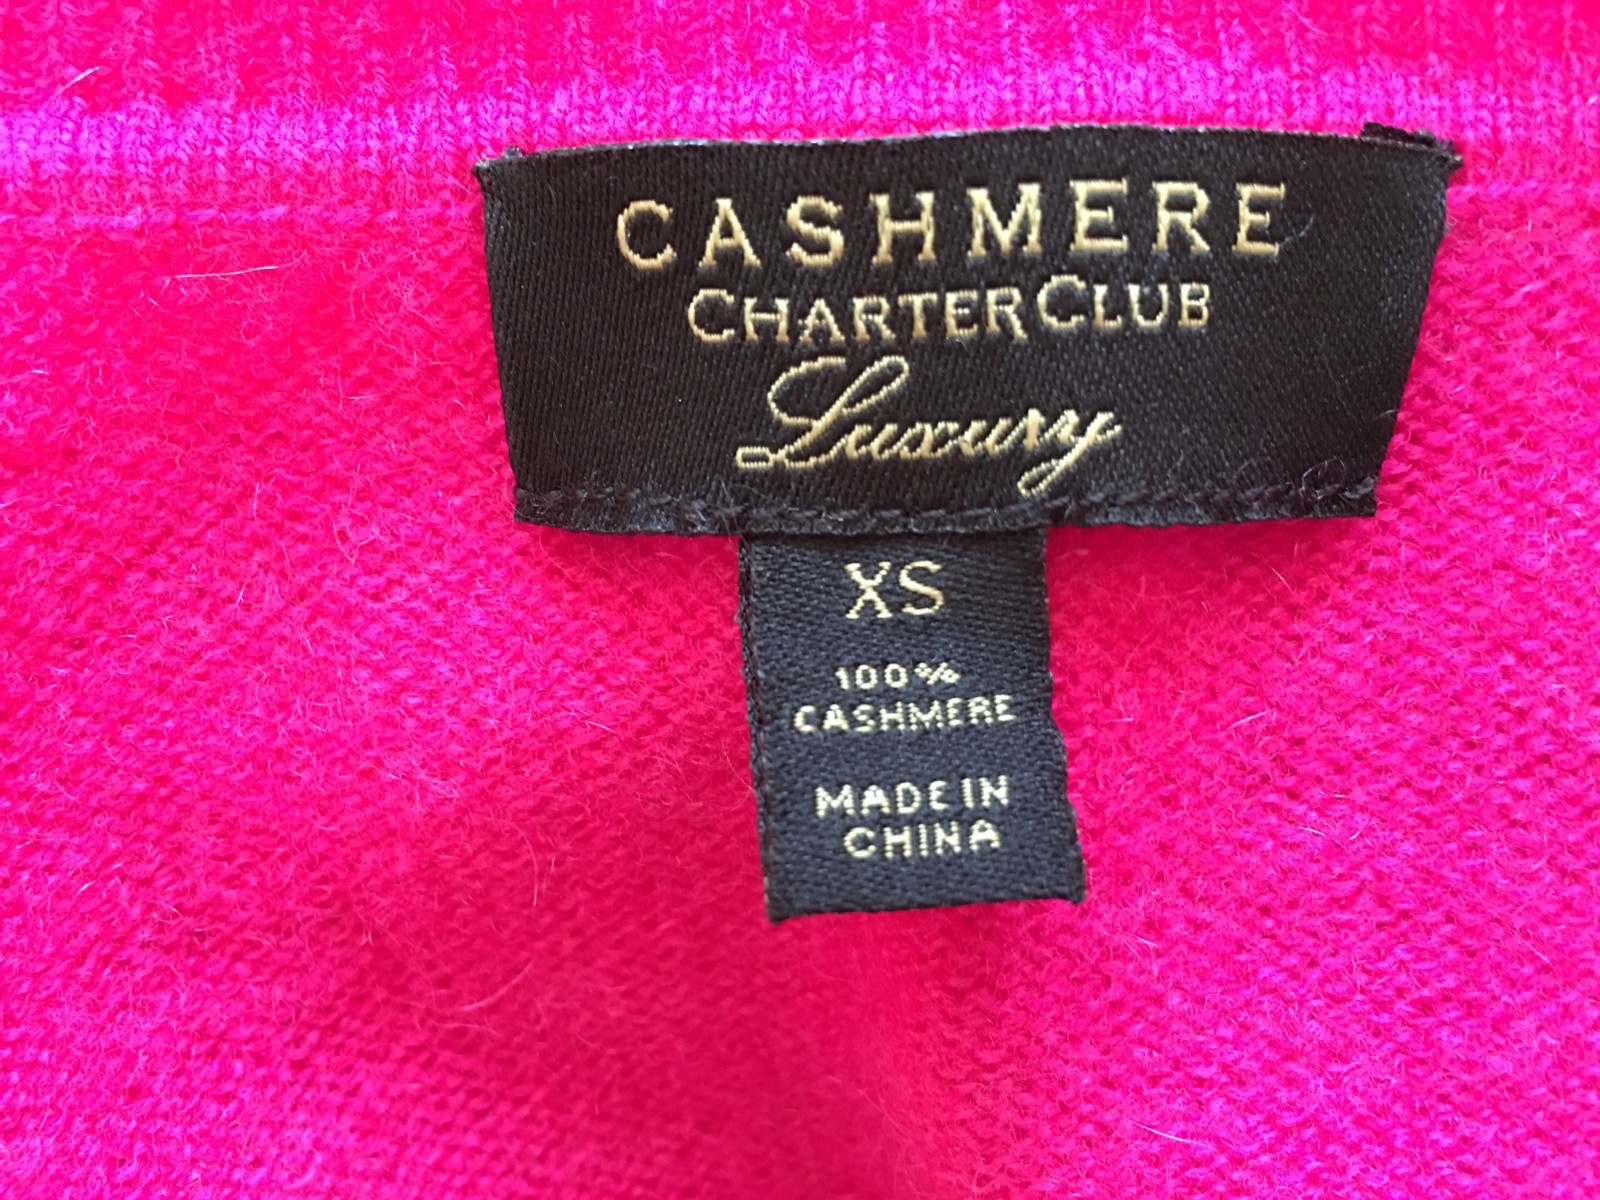 CASHMERE
CHARTER CLUB
Luxury
XS
100%
CASHMERE
MADE IN
CHINA